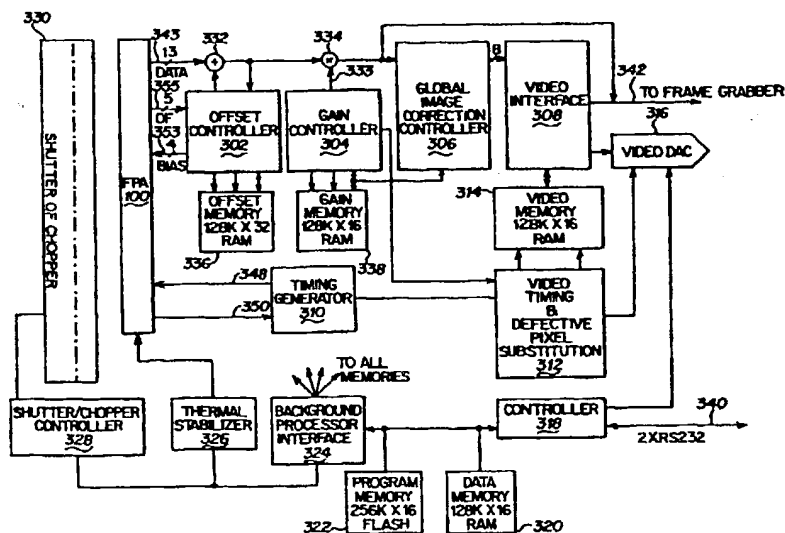 330
343
332
334
13
DATA
355
5
OF
353
4
BIAS
333
8
342
TO FRAME GRABBER
316
SHUTTER OF CHOPPER
FPA 100
OFFSET
CONTROLLER
302
GAIN
CONTROLLER
304
GLOBAL
IMAGE
CORRECTION
CONTROLLER
306
VIDEO
INTERFACE
308
VIDEO DAC
OFFSET
MEMORY
128K X 32
RAM
336
GAIN
MEMORY
128K X 16
RAM
338
314
VIDEO
MEMORY
128K X 16
RAM
348
350
TIMING
GENERATOR
310
VIDEO
TIMING
&
DEFECTIVE
PIXEL
SUBSTITUTION
312
TO ALL
MEMORIES
SHUTTER/CHOPPER
CONTROLLER
328
THERMAL
STABILIZER
326
BACKGROUND
PROCESSOR
INTERFACE
324
CONTROLLER
318
340
2XRS232
PROGRAM
MEMORY
256K X 16
FLASH
322
DATA
MEMORY
128K X 16
RAM
320